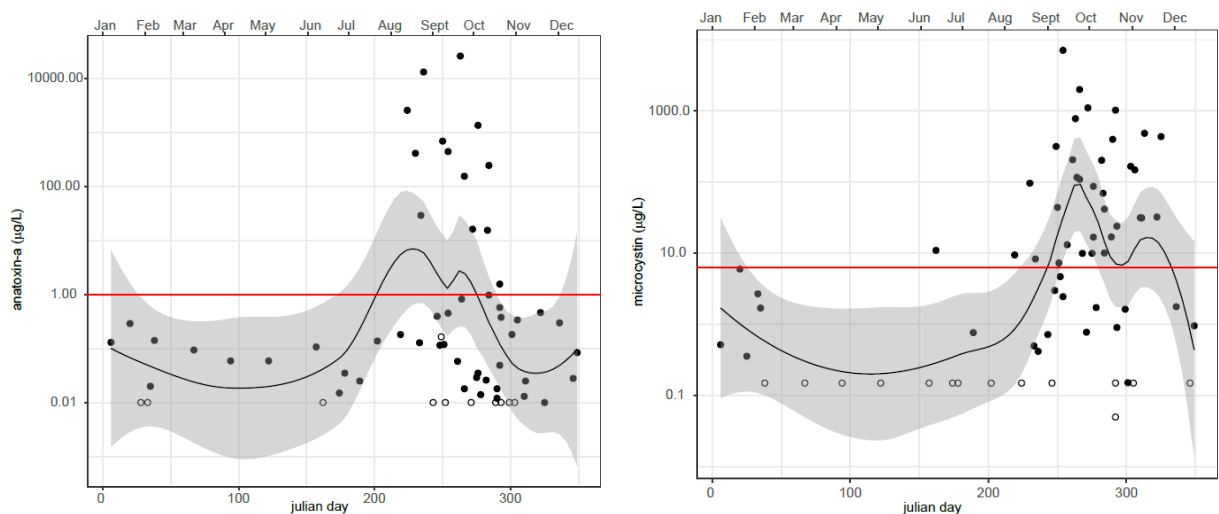 Jan Feb Mar Apr May Jun Jul Aug Sept Oct Nov Dec
10000.00
100.00
1.00
0.01
anatoxin-a (µg/L)
0 100 200 300
julian day
Jan Feb Mar Apr May Jun Jul Aug Sept Oct Nov Dec
1000.0
10.0
0.1
microcystin (µg/L)
0 100 200 300
julian day